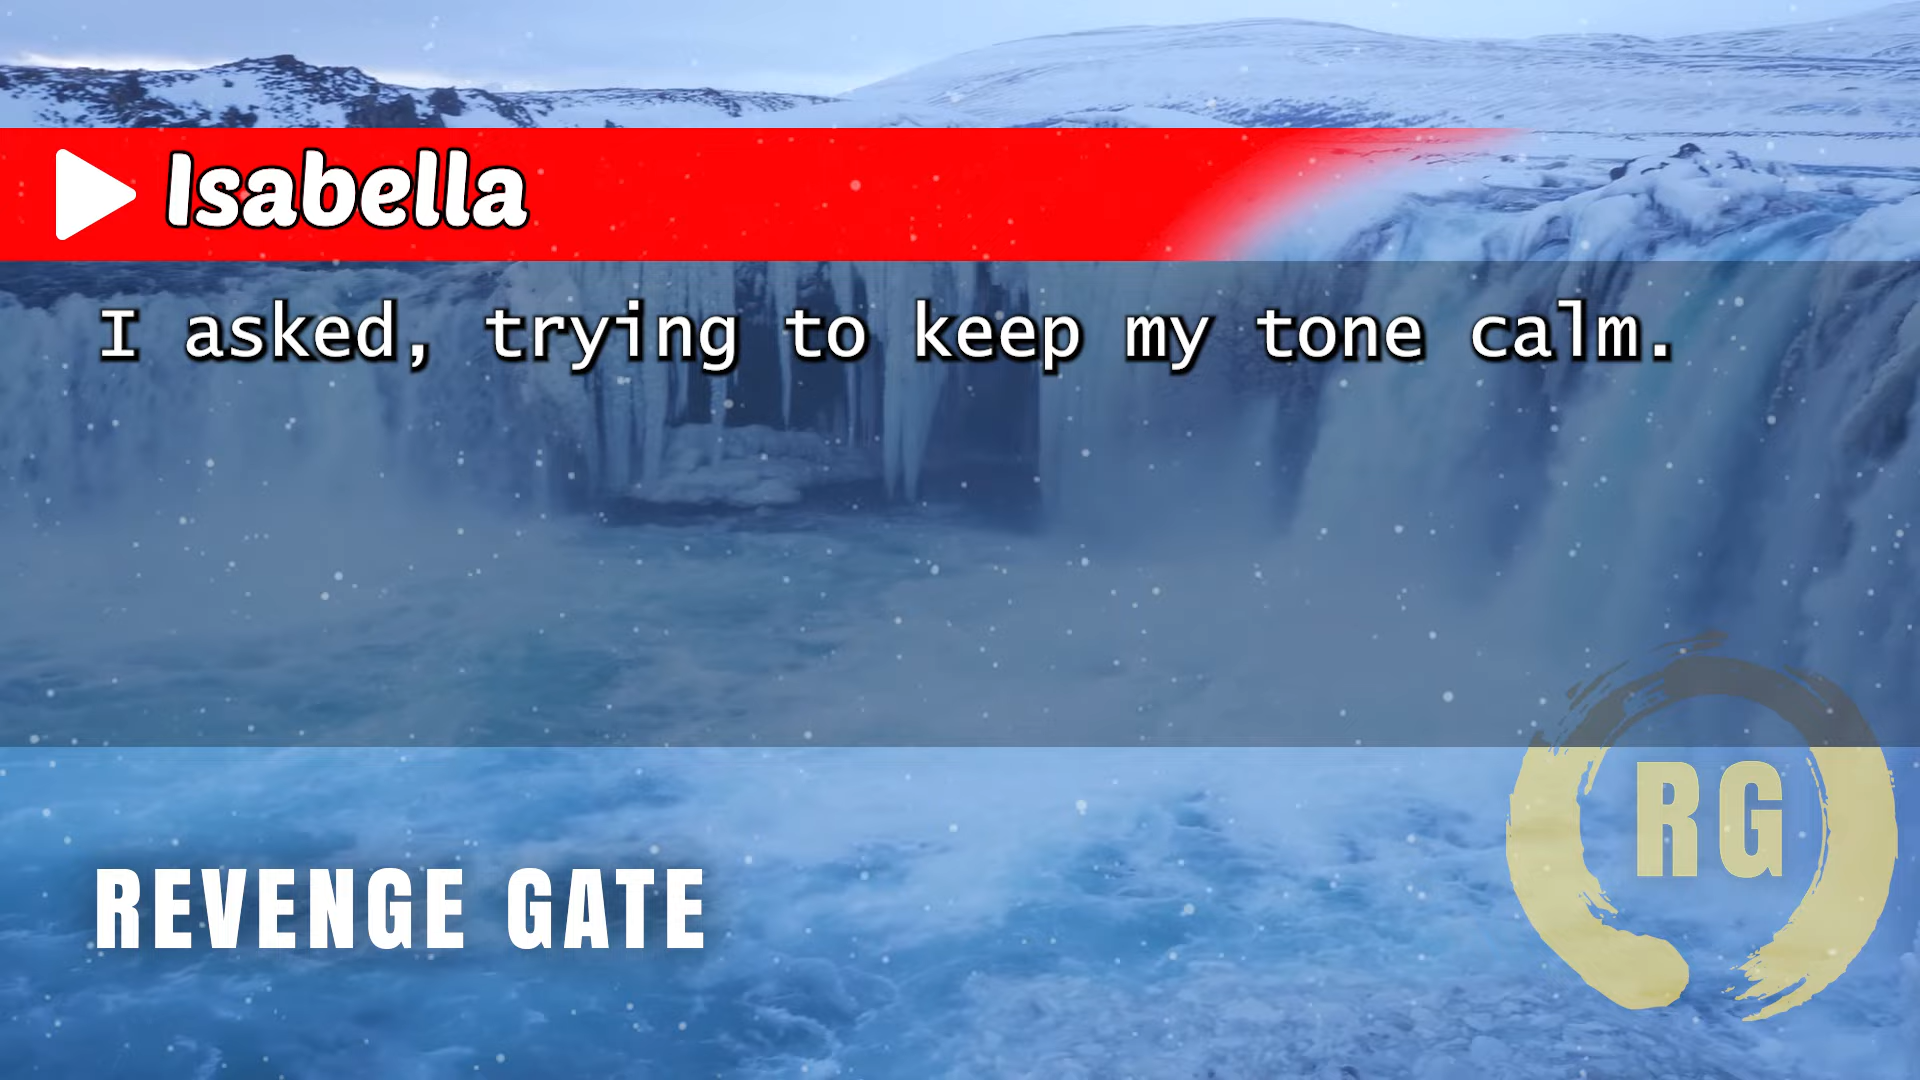 Isabella
I asked, trying to keep my tone calm.
RG
REVENGE GATE